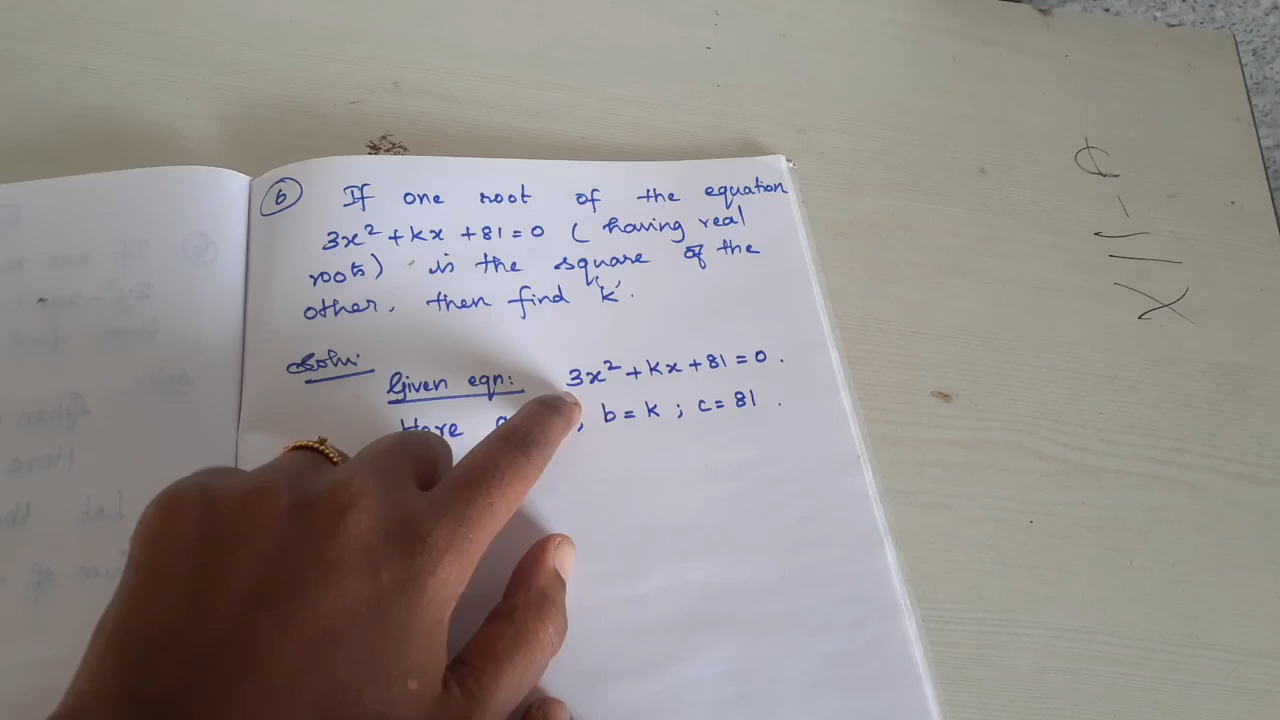 6 If one root of the equation
3x² + kx + 81 = 0 (having real
roots) is the square of the
other, then find 'k'.
Soln:
Given eqn: 3x² + kx + 81 = 0.
Here ; b = k ; c = 81.